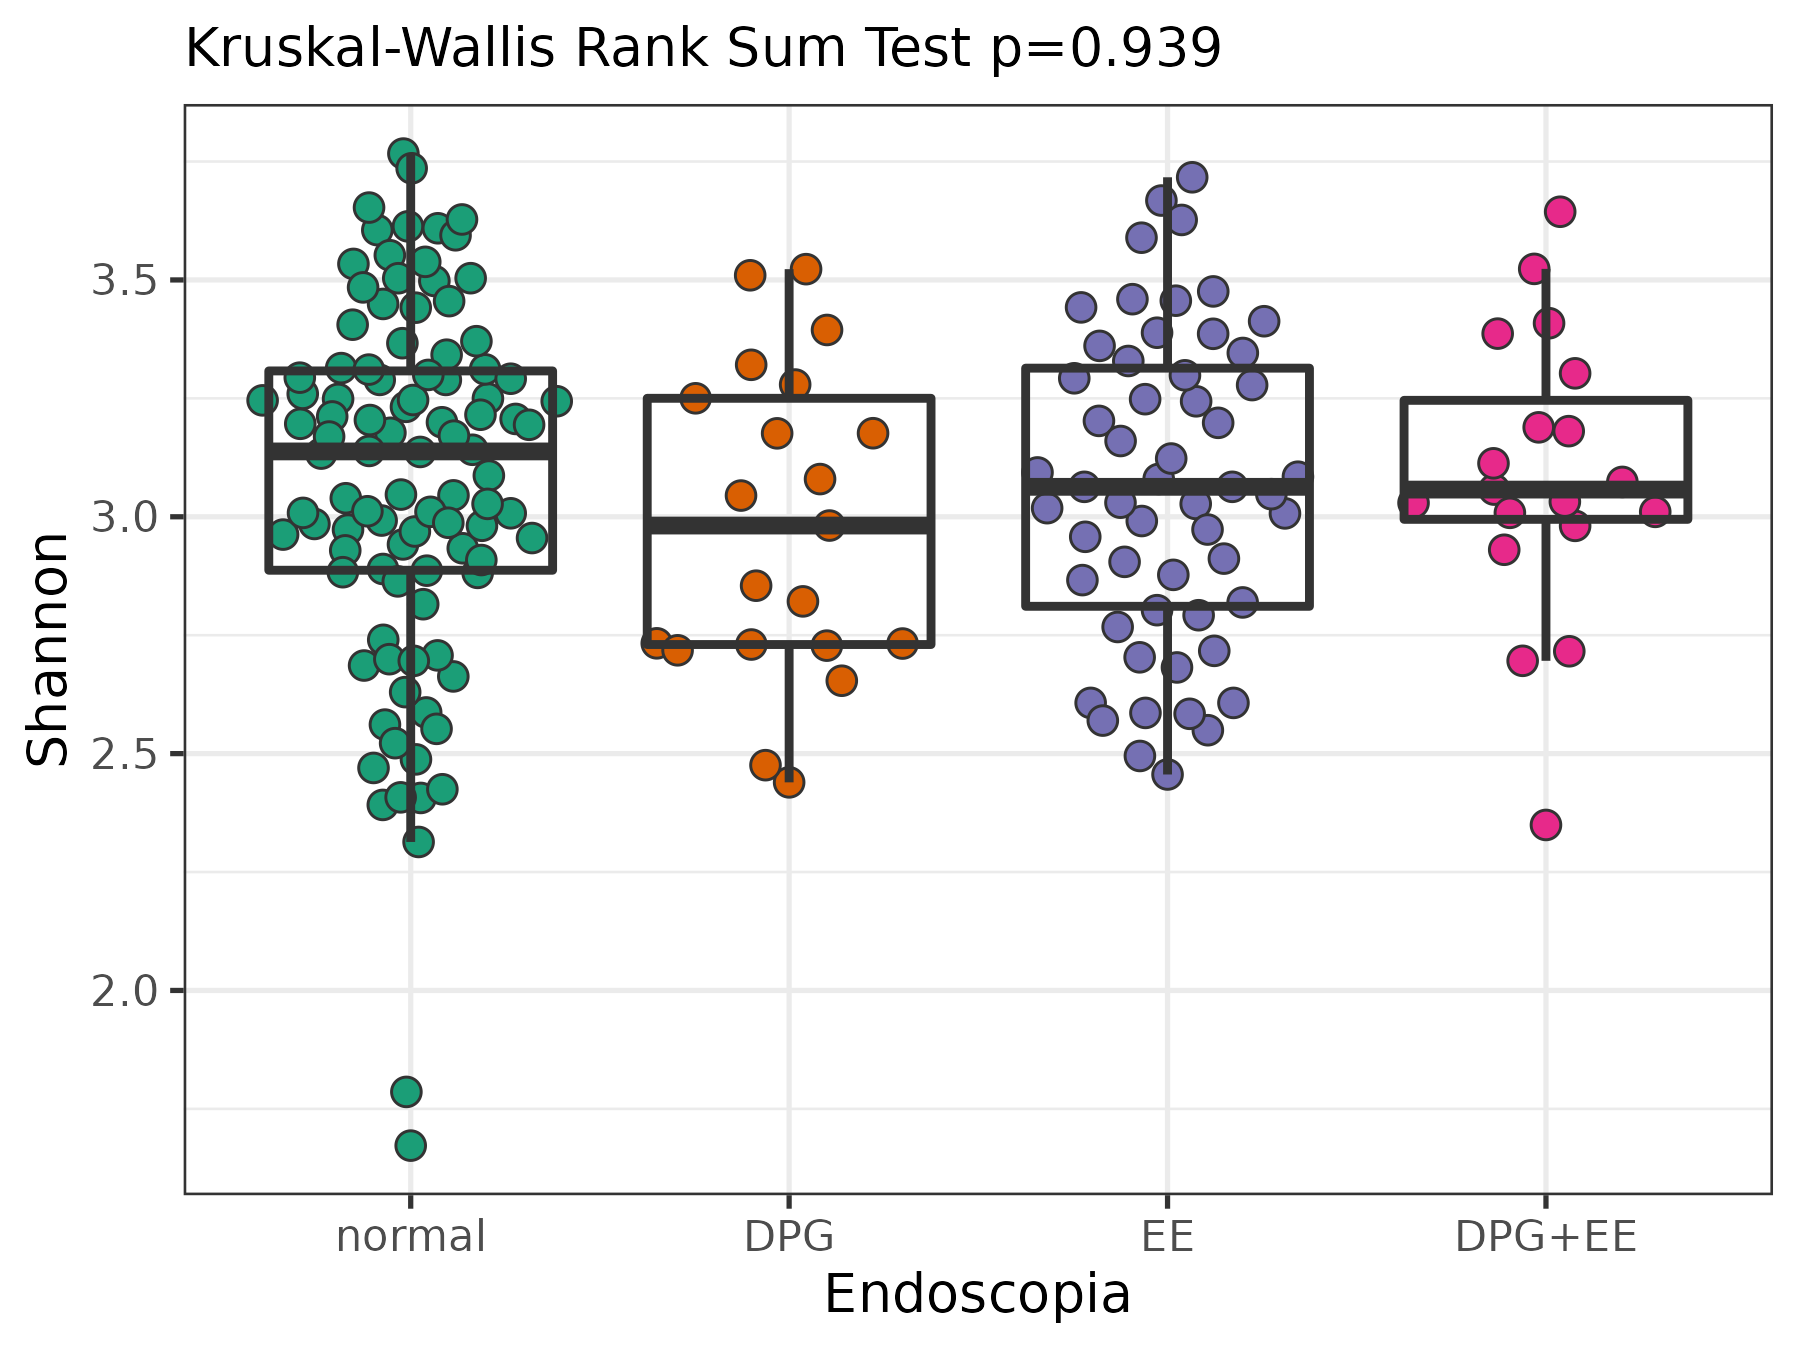 Kruskal-Wallis Rank Sum Test p=0.939
Shannon
3.5
3.0
2.5
2.0
normal DPG EE DPG+EE
Endoscopia